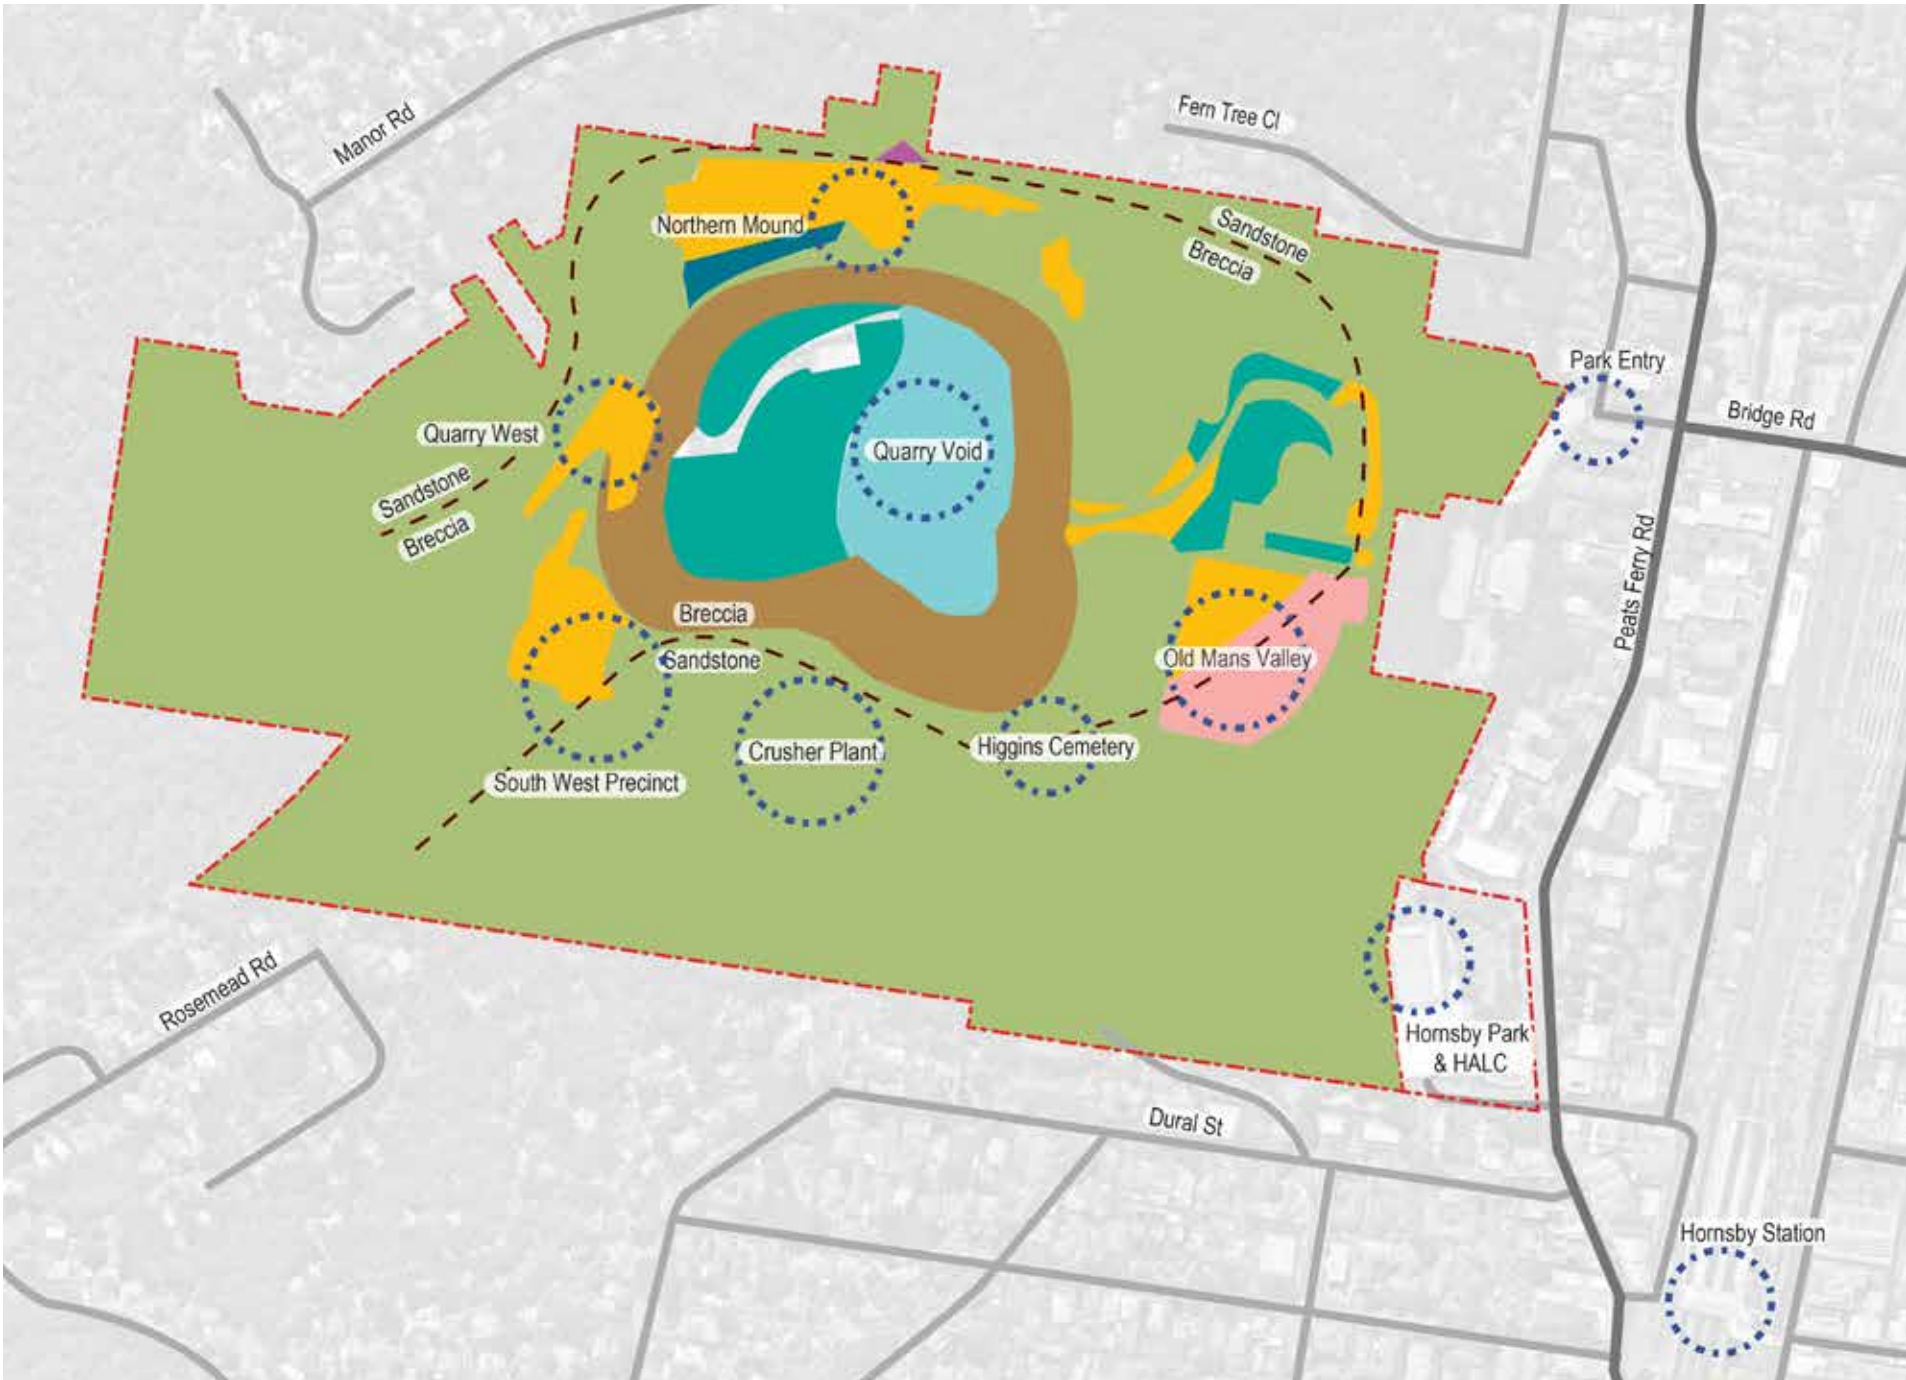 Manor Rd
Fern Tree Cl
Northern Mound
Sandstone
Breccia
Park Entry
Bridge Rd
Quarry West
Quarry Void
Sandstone
Breccia
Peats Ferry Rd
Breccia
Sandstone
Old Mans Valley
Crusher Plant
Higgins Cemetery
South West Precinct
Rosemead Rd
Hornsby Park
& HALC
Dural St
Hornsby Station